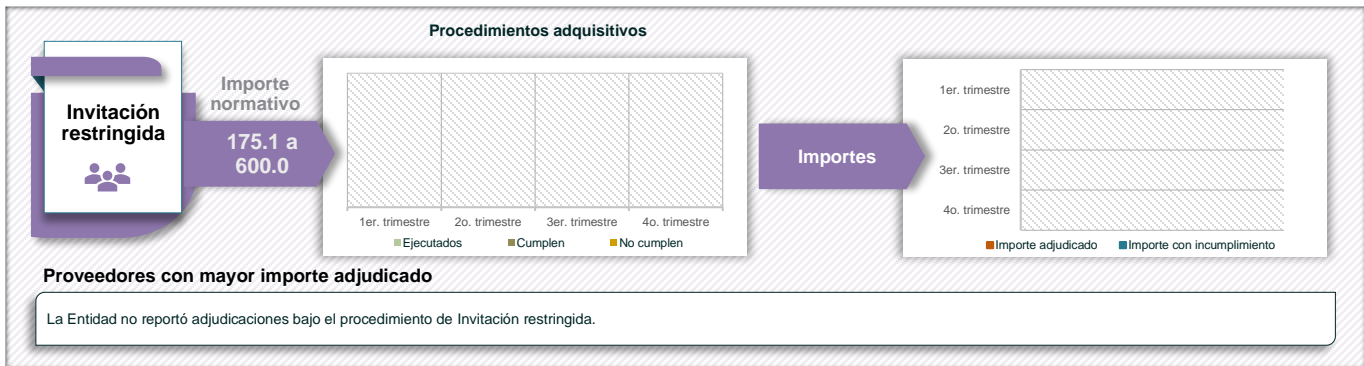 Procedimientos adquisitivos
Invitación
restringida
Importe
normativo
175.1 a
600.0
1er. trimestre
2o. trimestre
3er. trimestre
4o. trimestre
Ejecutados
Cumplen
No cumplen
Importes
1er. trimestre
2o. trimestre
3er. trimestre
4o. trimestre
Importe adjudicado
Importe con incumplimiento
Proveedores con mayor importe adjudicado
La Entidad no reportó adjudicaciones bajo el procedimiento de Invitación restringida.